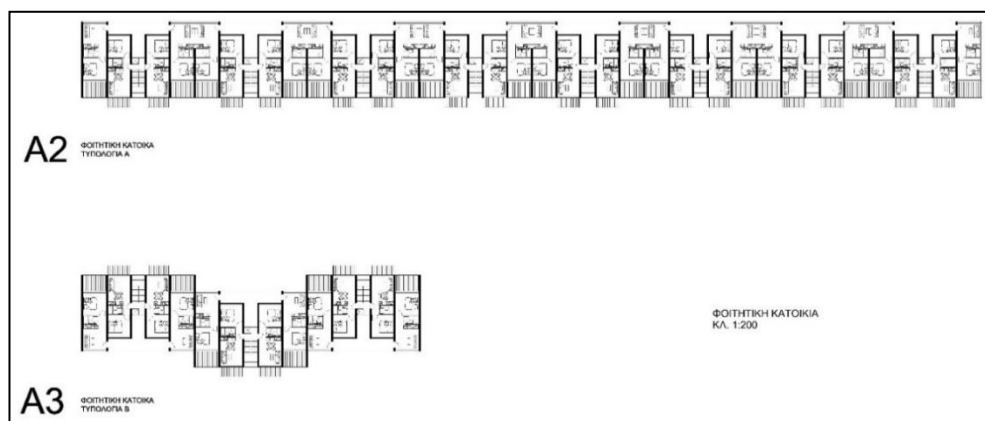 A2
ΦΟΙΤΗΤΙΚΗ ΚΑΤΟΙΚΑ
ΤΥΠΟΛΟΓΙΑ Α
ΦΟΙΤΗΤΙΚΗ ΚΑΤΟΙΚΙΑ
ΚΛ. 1:200
A3
ΦΟΙΤΗΤΙΚΗ ΚΑΤΟΙΚΑ
ΤΥΠΟΛΟΓΙΑ Β